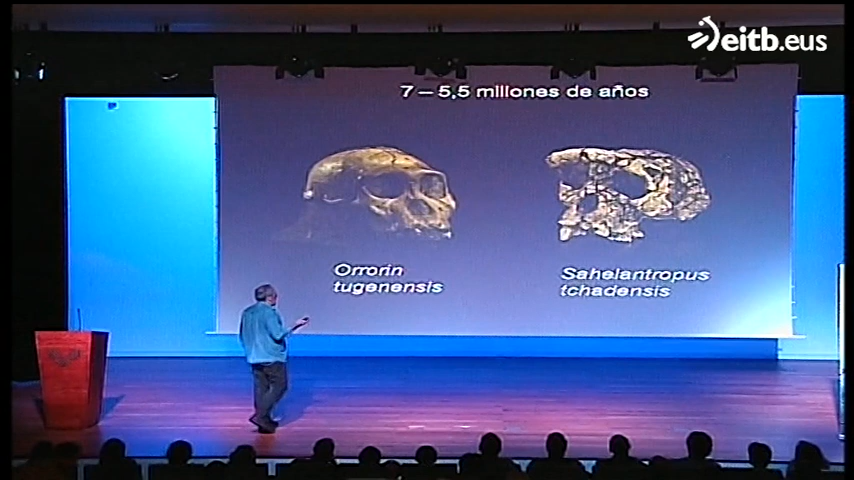 eitb.eus
7 – 5,5 millones de años
Orrorin
tugenensis
Sahelantropus
tchadensis